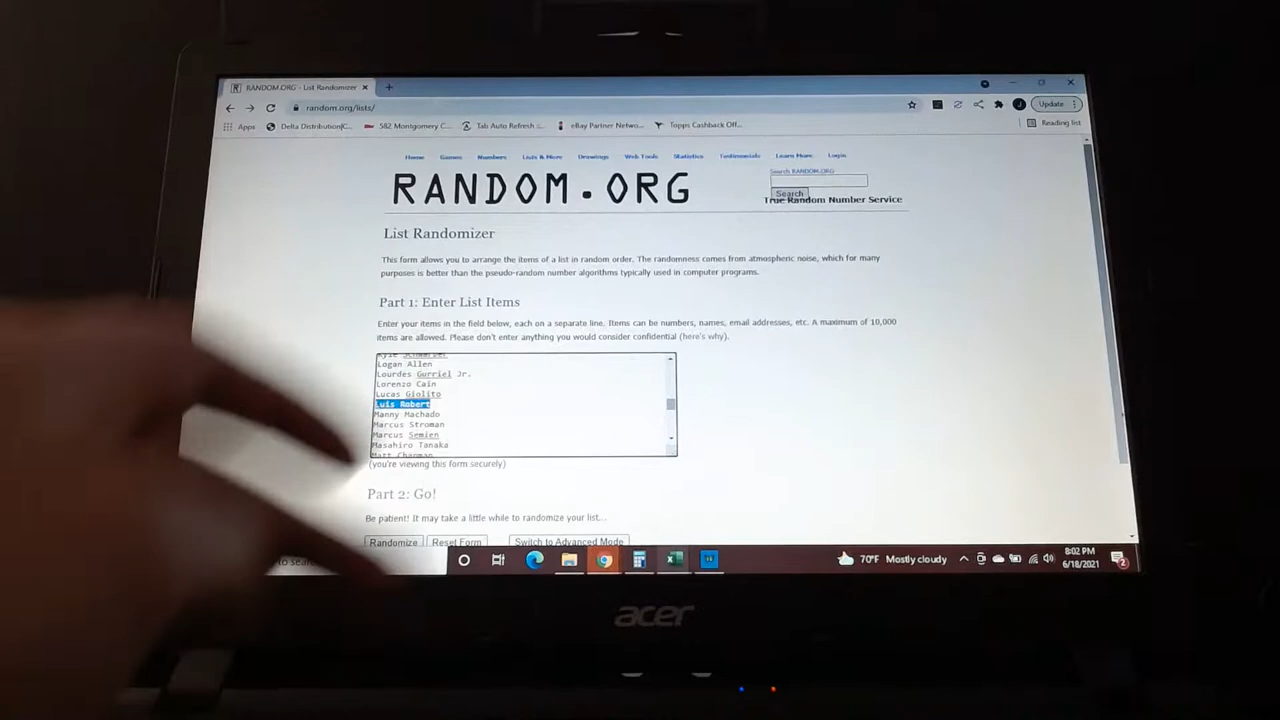 RANDOM.ORG - List Randomizer
random.org/lists/
Update
Apps
Delta Distribution|C...
582 Montgomery C...
Tab Auto Refresh :...
eBay Partner Netwo...
Topps Cashback Off...
Reading list
Home Games Numbers Lists & More Drawings Web Tools Statistics Testimonials Learn More Login
Search RANDOM.ORG
RANDOM.ORG
Search
True Random Number Service
List Randomizer
This form allows you to arrange the items of a list in random order. The randomness comes from atmospheric noise, which for many
purposes is better than the pseudo-random number algorithms typically used in computer programs.
Part 1: Enter List Items
Enter your items in the field below, each on a separate line. Items can be numbers, names, email addresses, etc. A maximum of 10,000
items are allowed. Please don't enter anything you would consider confidential (here's why).
Logan Allen
Lourdes Gurriel Jr.
Lorenzo Cain
Lucas Giolito
Luis Robert
Manny Machado
Marcus Stroman
Marcus Semien
Masahiro Tanaka
Matt Chapman
(you're viewing this form securely)
Part 2: Go!
Be patient! It may take a little while to randomize your list...
Randomize Reset Form Switch to Advanced Mode
70°F Mostly cloudy
8:02 PM
6/18/2021
2
acer